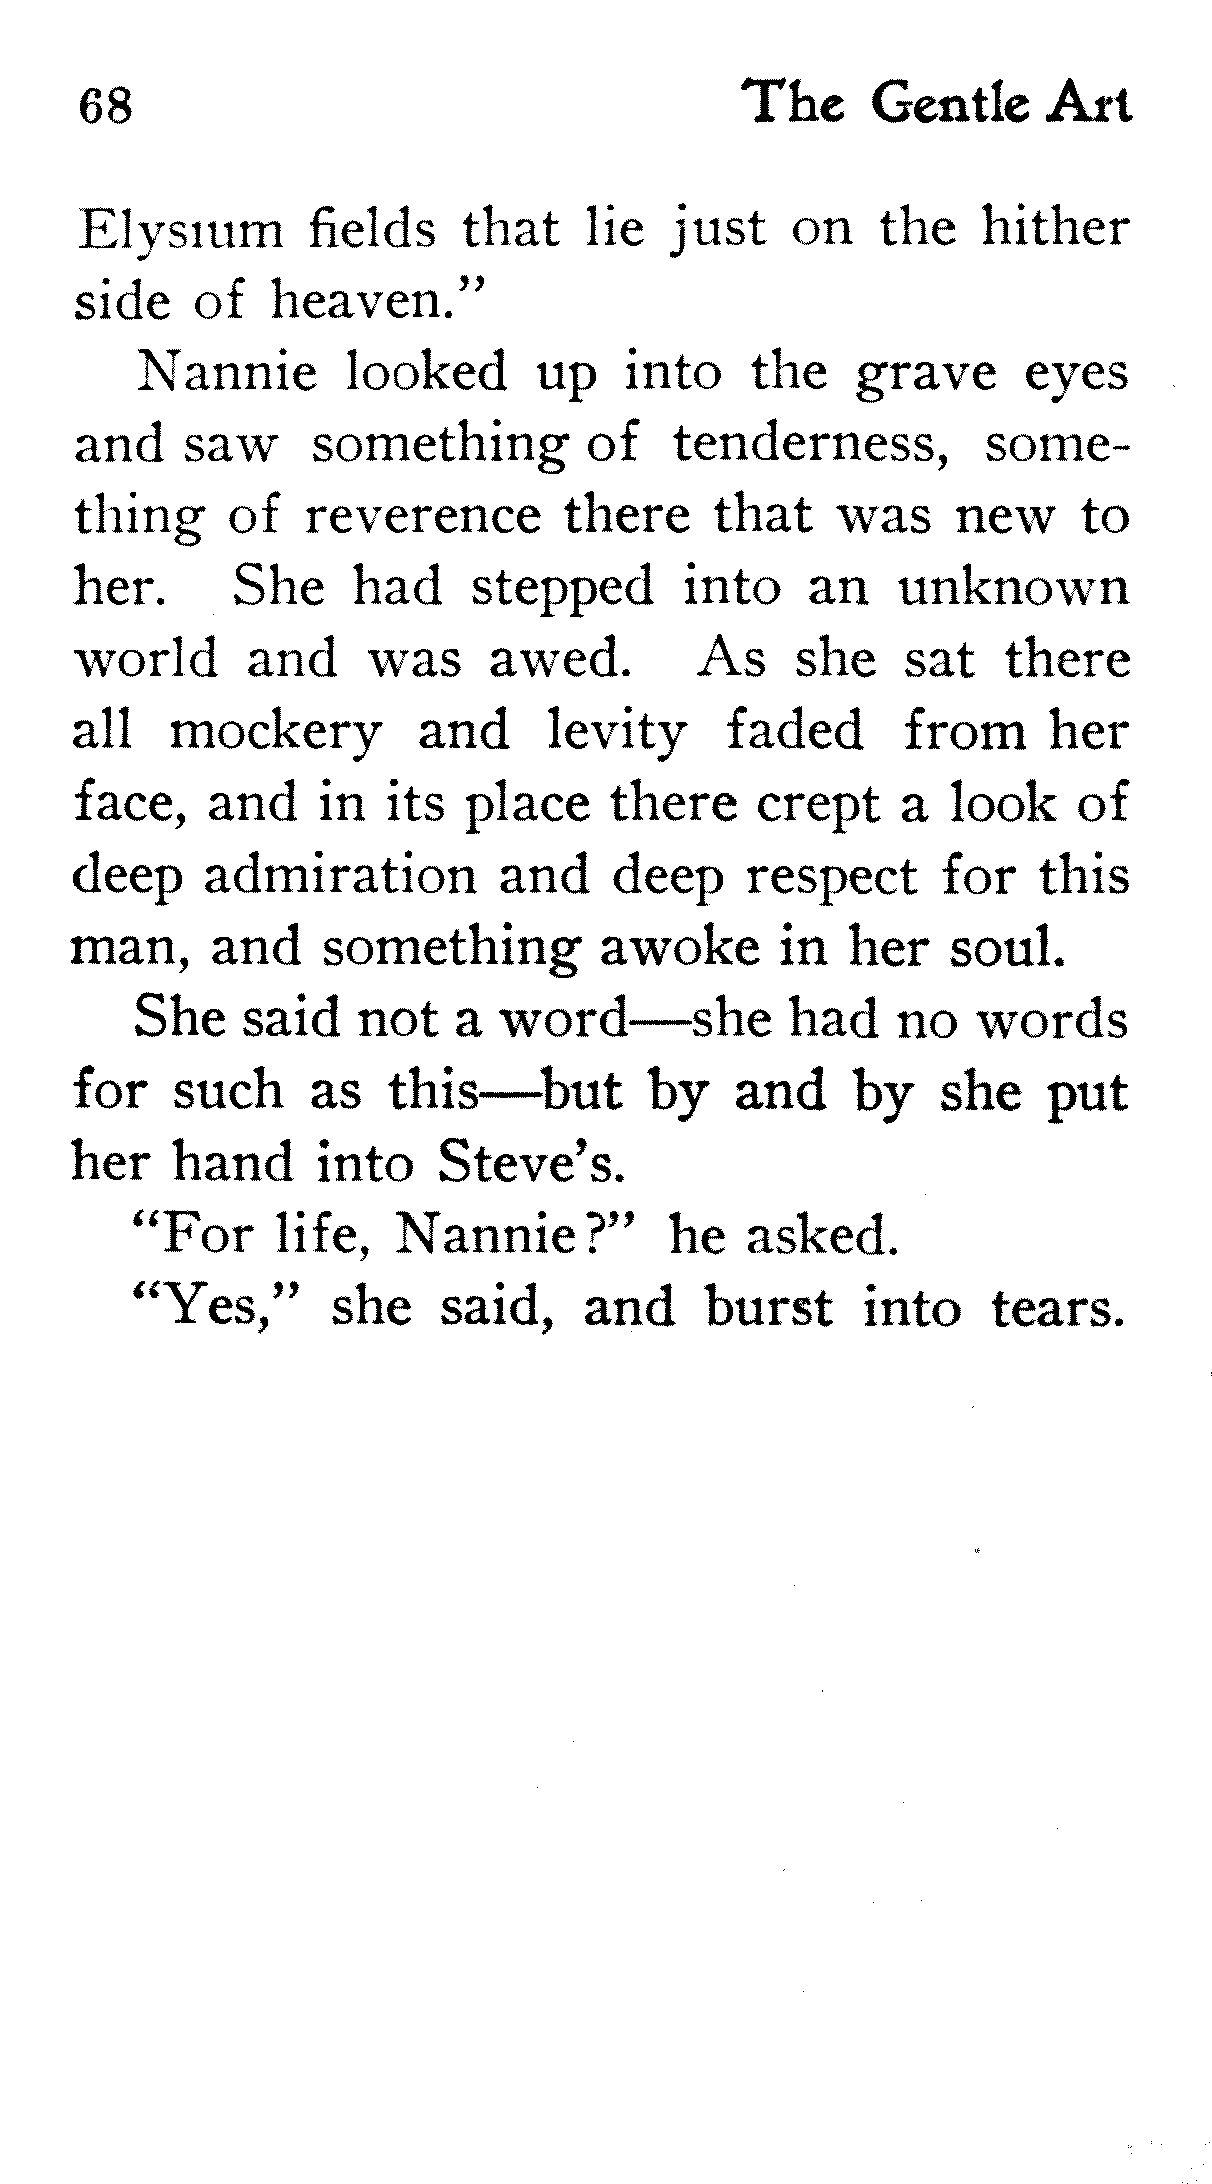 68 The Gentle Art
Elysium fields that lie just on the hither
side of heaven.”
Nannie looked up into the grave eyes
and saw something of tenderness, some-
thing of reverence there that was new to
her. She had stepped into an unknown
world and was awed. As she sat there
all mockery and levity faded from her
face, and in its place there crept a look of
deep admiration and deep respect for this
man, and something awoke in her soul.
She said not a word—she had no words
for such as this—but by and by she put
her hand into Steve’s.
“For life, Nannie?” he asked.
“Yes,” she said, and burst into tears.